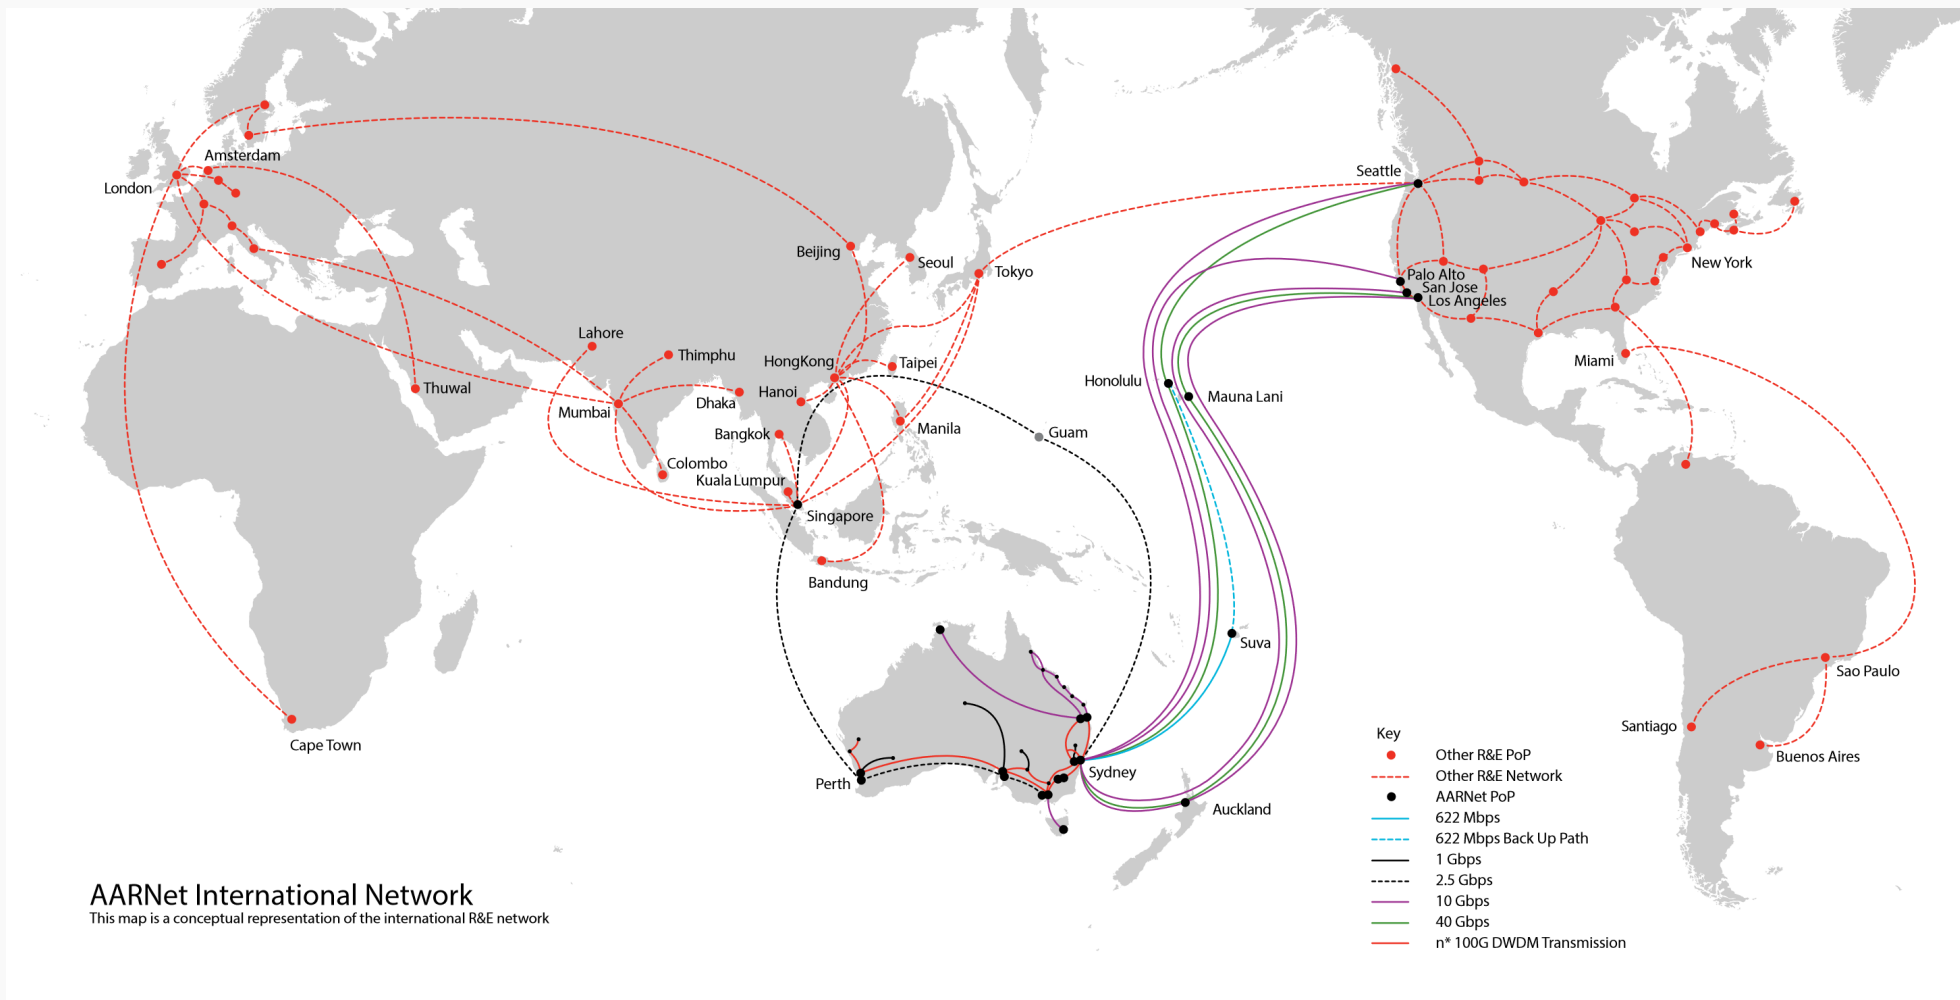 Amsterdam
London
Seattle
Beijing
Seoul
Tokyo
New York
Palo Alto
San Jose
Los Angeles
Lahore
Thimphu
HongKong
Taipei
Miami
Thuwal
Honolulu
Mauna Lani
Mumbai
Dhaka
Hanoi
Bangkok
Manila
Guam
Colombo
Kuala Lumpur
Singapore
Bandung
Suva
Sao Paulo
Santiago
Buenos Aires
Cape Town
Perth
Sydney
Auckland
Key
Other R&E PoP
Other R&E Network
AARNet PoP
622 Mbps
622 Mbps Back Up Path
1 Gbps
2.5 Gbps
10 Gbps
40 Gbps
n* 100G DWDM Transmission
AARNet International Network
This map is a conceptual representation of the international R&E network